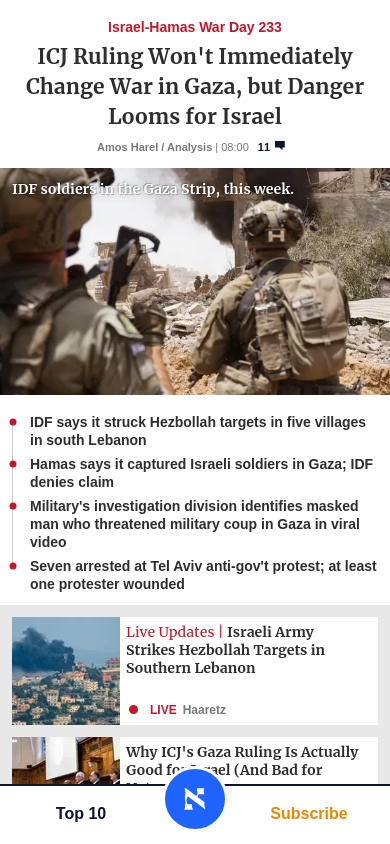 Israel-Hamas War Day 233
ICJ Ruling Won't Immediately
Change War in Gaza, but Danger
Looms for Israel
Amos Harel / Analysis | 08:00 11
IDF soldiers in the Gaza Strip, this week.
IDF says it struck Hezbollah targets in five villages
in south Lebanon
Hamas says it captured Israeli soldiers in Gaza; IDF
denies claim
Military's investigation division identifies masked
man who threatened military coup in Gaza in viral
video
Seven arrested at Tel Aviv anti-gov't protest; at least
one protester wounded
Live Updates | Israeli Army
Strikes Hezbollah Targets in
Southern Lebanon
LIVE Haaretz
Why ICJ's Gaza Ruling Is Actually
Good for Israel (And Bad for
Top 10
Subscribe